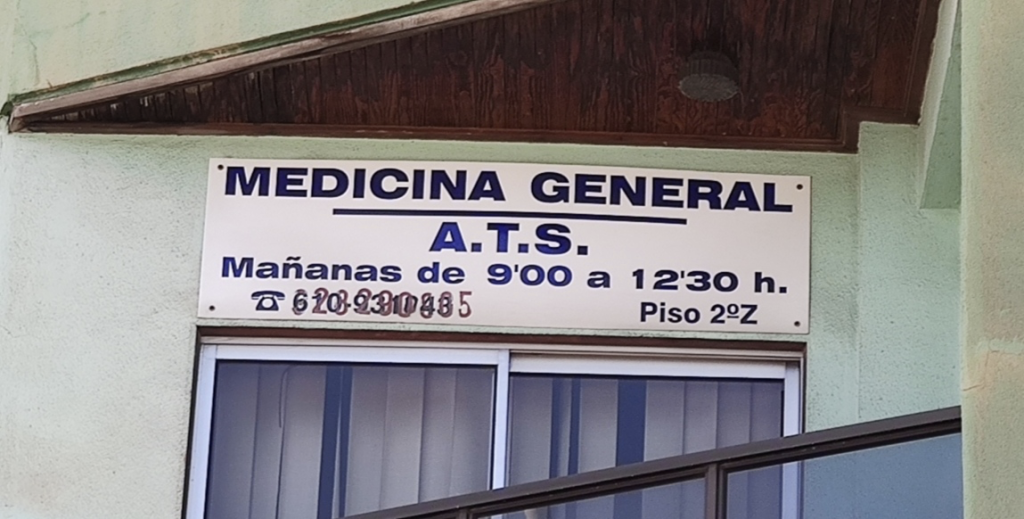 MEDICINA GENERAL
A.T.S.
Mañanas de 9'00 a 12'30 h.
Piso 2ºZ